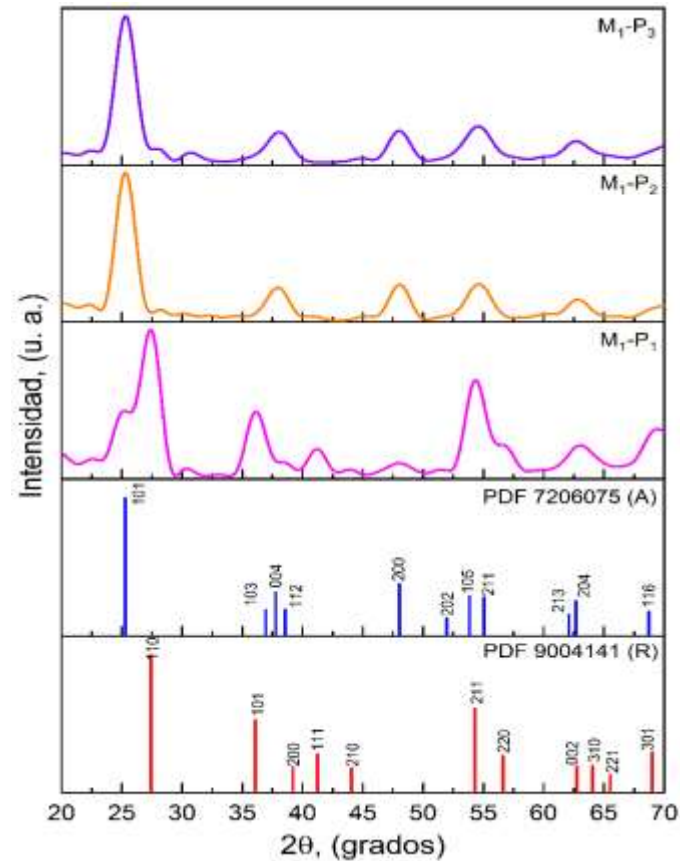 M₁-P₃
M₁-P₂
M₁-P₁
Intensidad, (u. a.)
PDF 7206075 (A)
101
103
004
112
200
202
105
211
213
204
116
PDF 9004141 (R)
110
101
200
111
210
211
220
002
310
221
301
20 25 30 35 40 45 50 55 60 65 70
2θ, (grados)